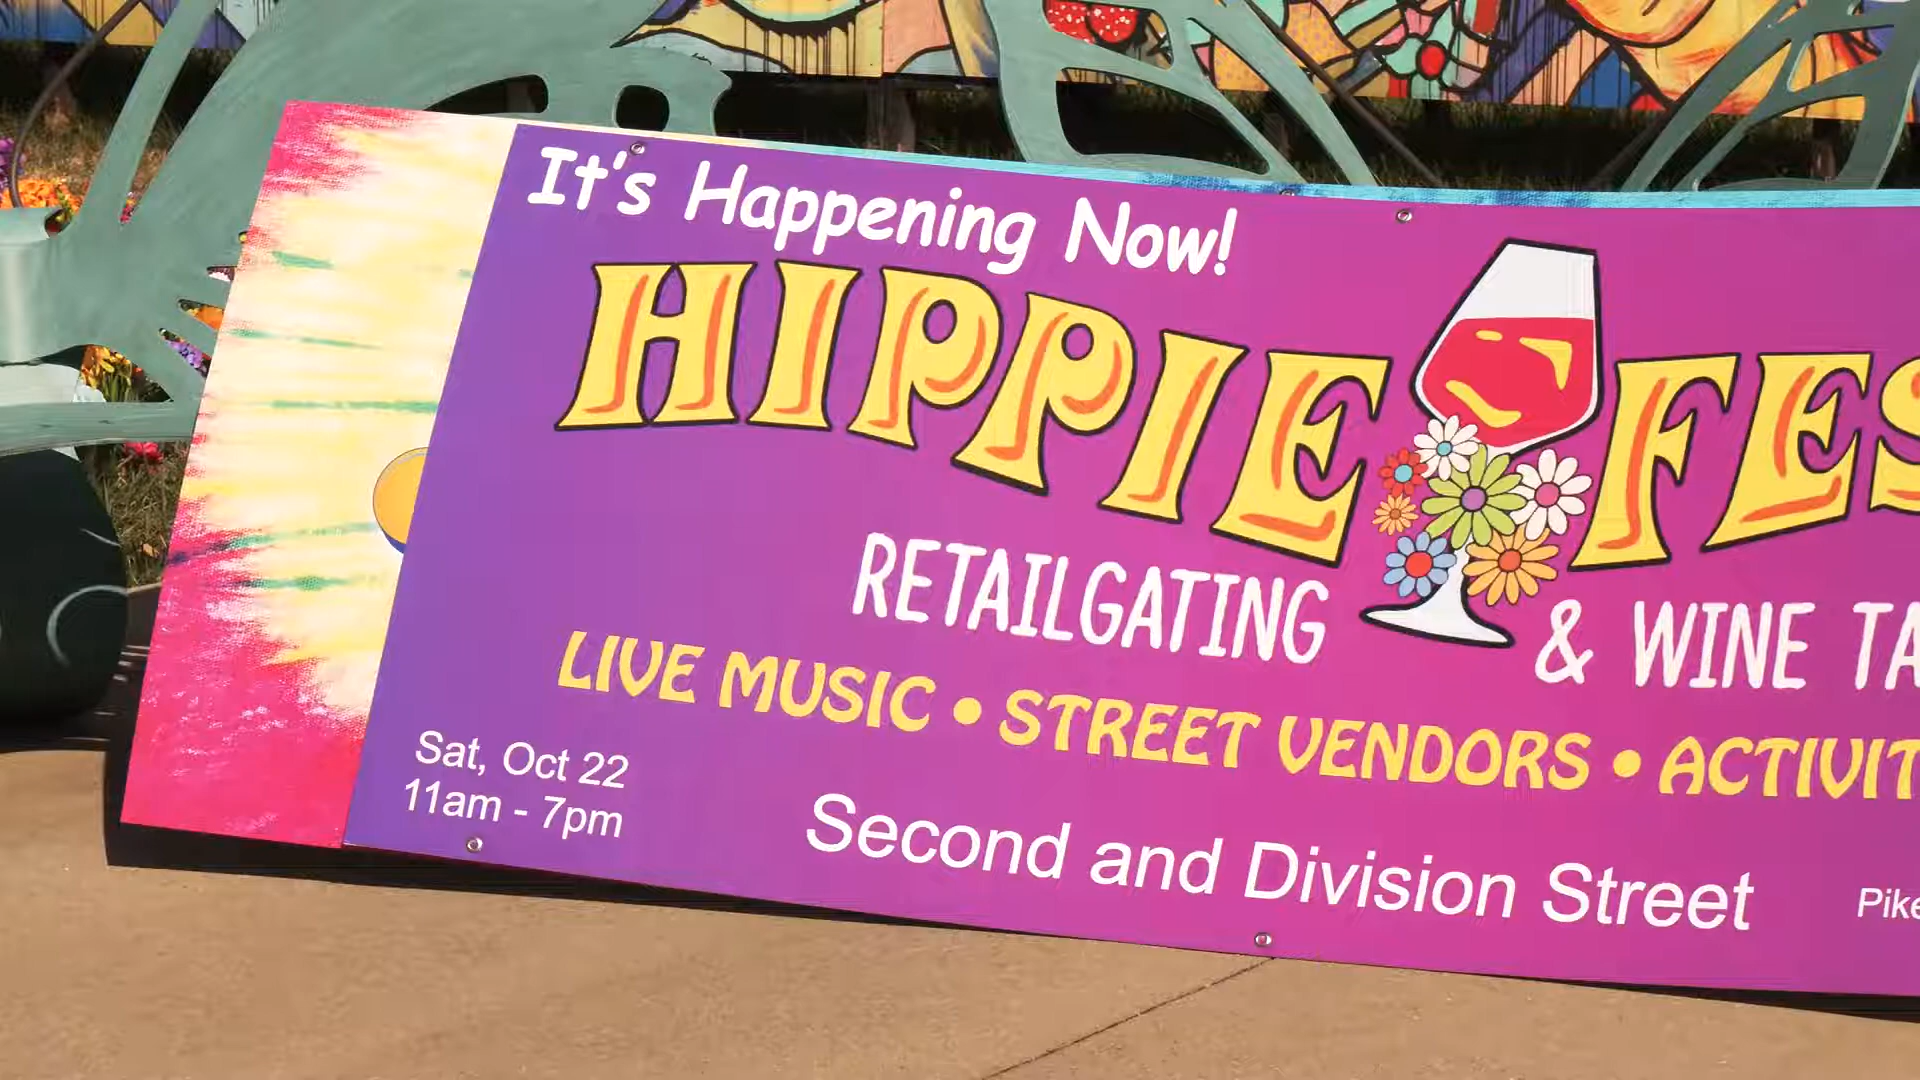 It's Happening Now!
HIPPIE FES
RETAILGATING & WINE TA
LIVE MUSIC • STREET VENDORS • ACTIVIT
Sat, Oct 22
11am - 7pm
Second and Division Street
Pike